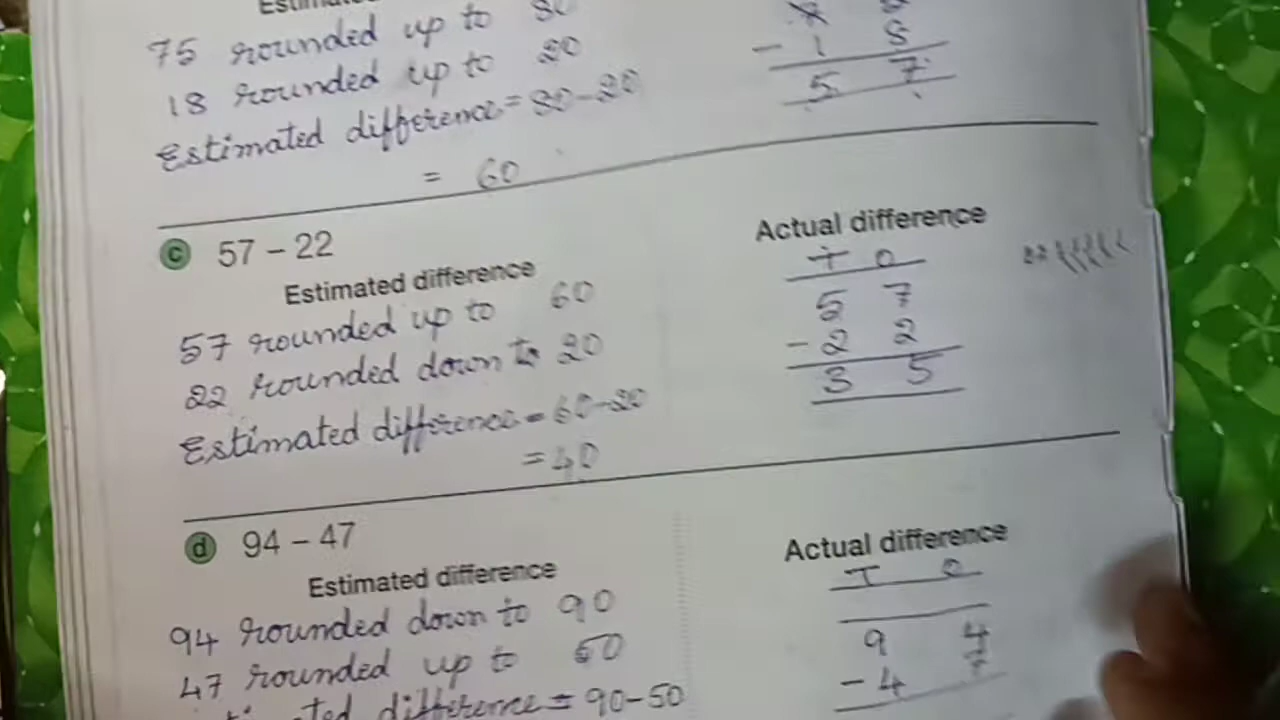 75 rounded up to 80
18 rounded up to 20
Estimated difference = 80-20
= 60
- 1 8
5 7
c 57 – 22
Estimated difference
57 rounded up to 60
22 rounded down to 20
Estimated difference = 60-20
= 40
Actual difference
T O
5 7
- 2 2
3 5
d 94 – 47
Estimated difference
94 rounded down to 90
47 rounded up to 50
difference = 90-50
Actual difference
T O
9 4
- 4 7